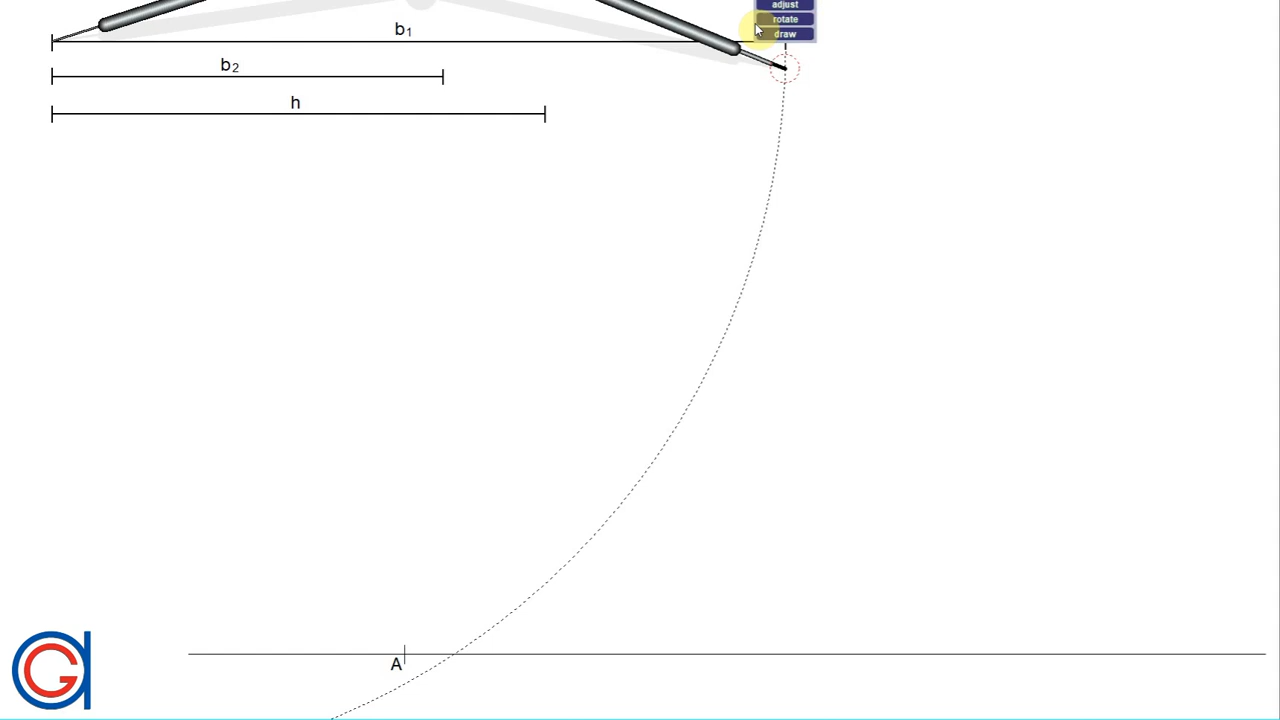 adjust
rotate
draw
b₁
b₂
h
A